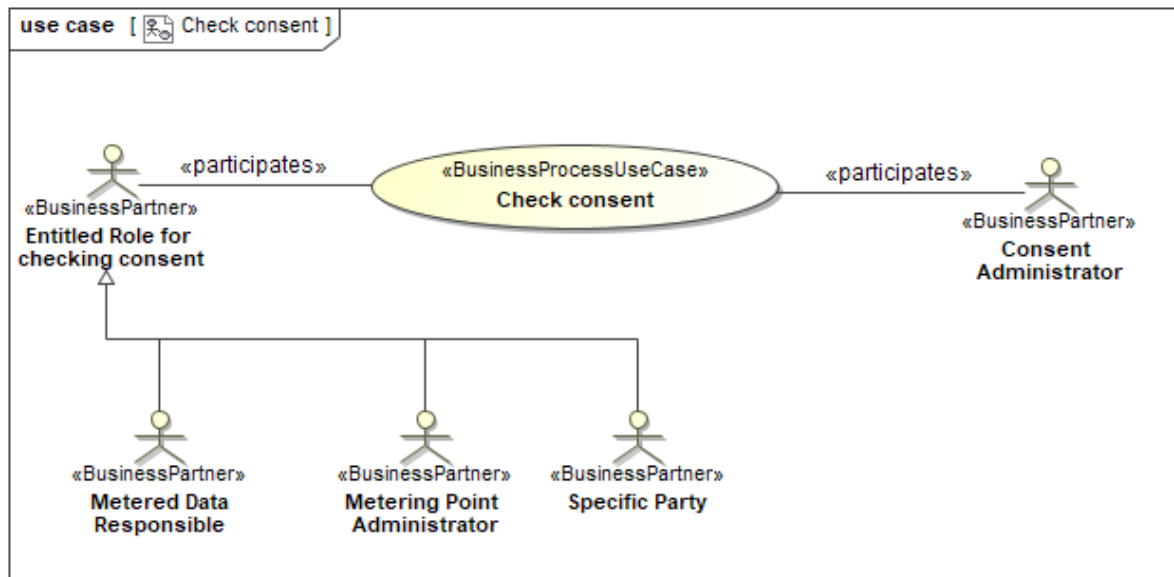 use case [ Check consent ]
«participates»
«BusinessProcessUseCase»
Check consent
«participates»
«BusinessPartner»
Entitled Role for
checking consent
«BusinessPartner»
Consent
Administrator
«BusinessPartner»
Metered Data
Responsible
«BusinessPartner»
Metering Point
Administrator
«BusinessPartner»
Specific Party